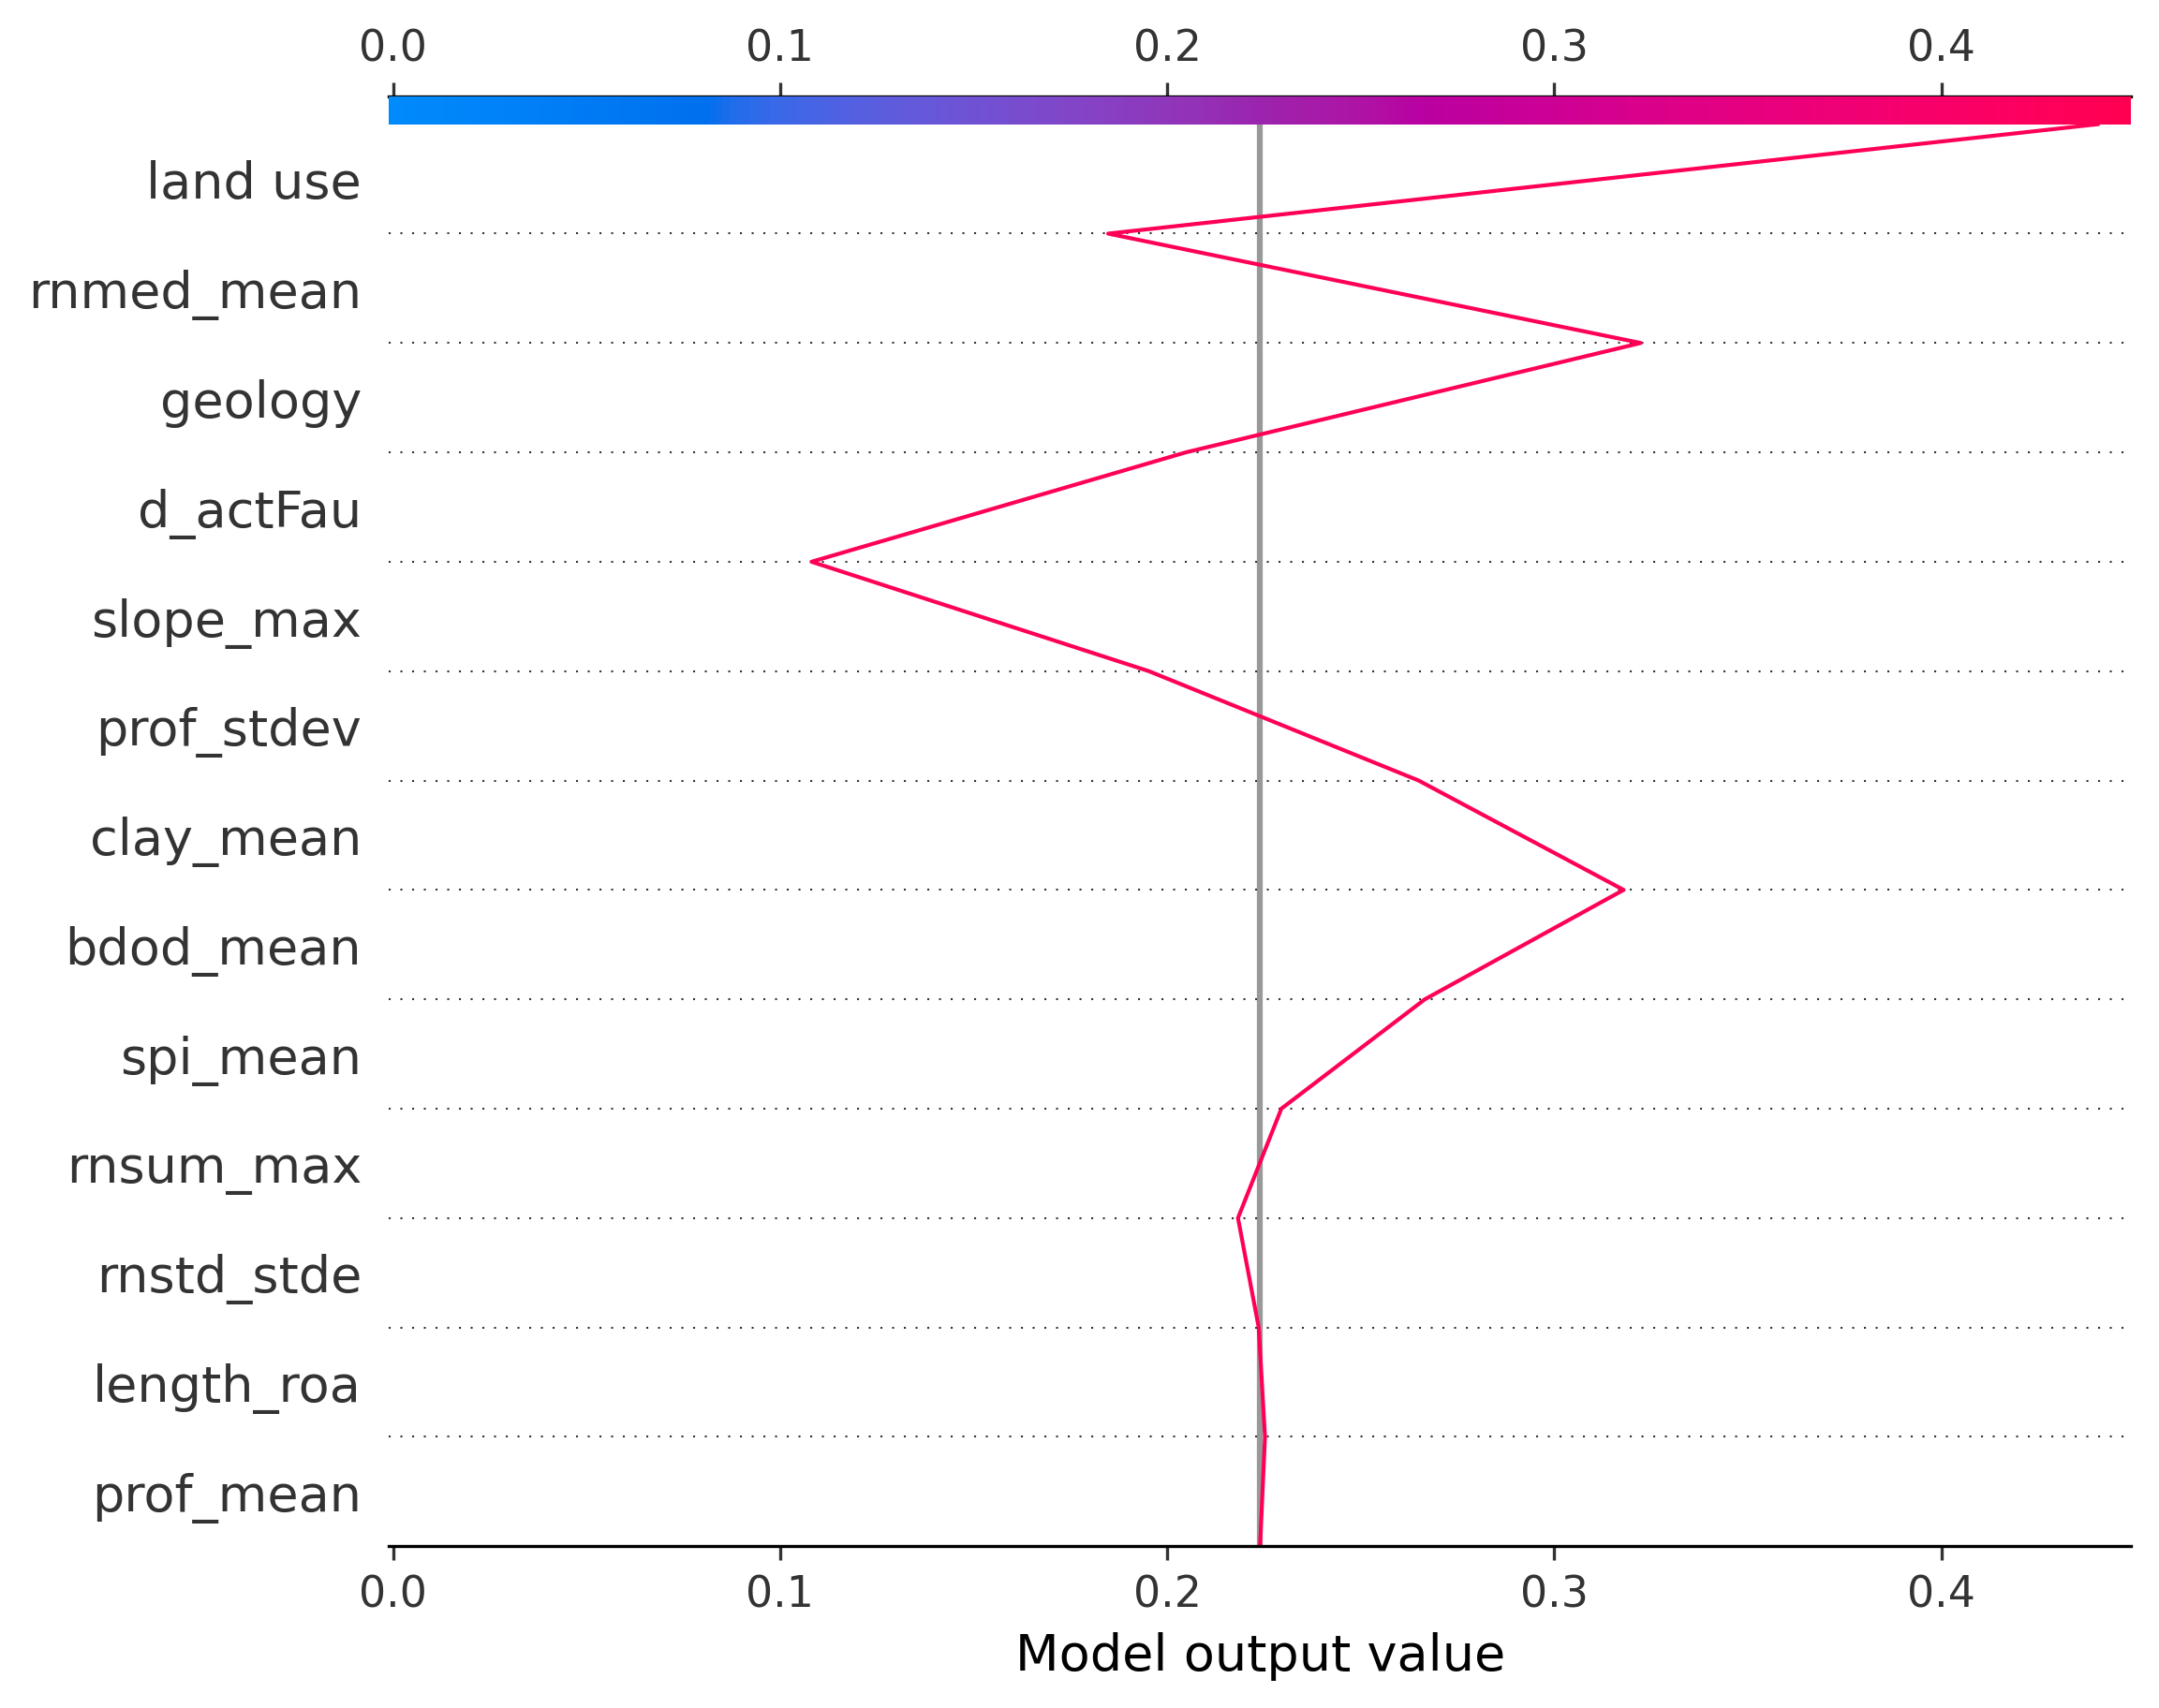 0.0 0.1 0.2 0.3 0.4
land use
rnmed_mean
geology
d_actFau
slope_max
prof_stdev
clay_mean
bdod_mean
spi_mean
rnsum_max
rnstd_stde
length_roa
prof_mean
0.0 0.1 0.2 0.3 0.4
Model output value